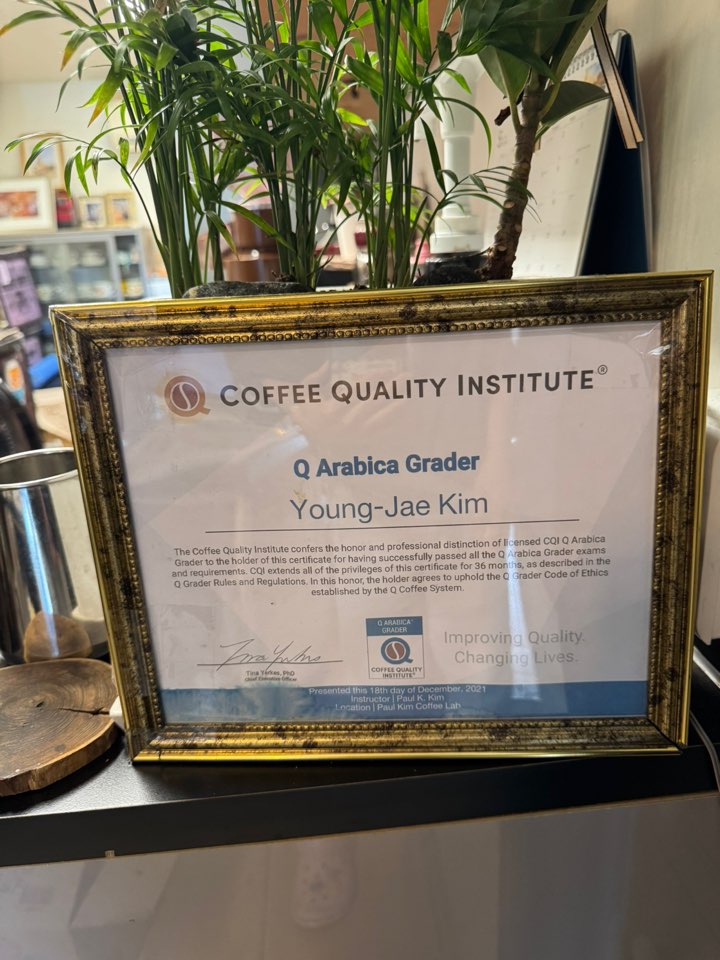 COFFEE QUALITY INSTITUTE®
Q Arabica Grader
Young-Jae Kim
The Coffee Quality Institute confers the honor and professional distinction of licensed CQI Q Arabica
Grader to the holder of this certificate for having successfully passed all the Q Arabica Grader exams
and requirements. CQI extends all of the privileges of this certificate for 36 months, as described in the
Q Grader Rules and Regulations. In this honor, the holder agrees to uphold the Q Grader Code of Ethics
established by the Q Coffee System.
Tina Yerkes
Tina Yerkes, PhD
Chief Executive Officer
Q ARABICA
GRADER
COFFEE QUALITY
INSTITUTE
Improving Quality.
Changing Lives.
Presented this 18th day of December, 2021
Instructor | Paul K. Kim
Location | Paul Kim Coffee Lab